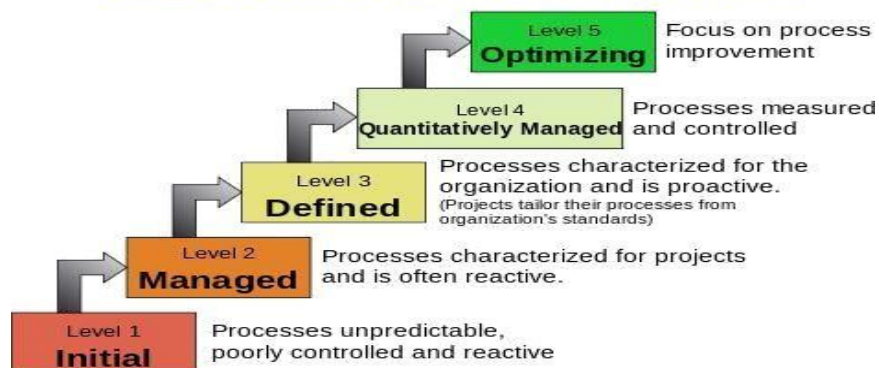 Level 5
Optimizing
Focus on process
improvement
Level 4
Quantitatively Managed
Processes measured
and controlled
Level 3
Defined
Processes characterized for the
organization and is proactive.
(Projects tailor their processes from
organization's standards)
Level 2
Managed
Processes characterized for projects
and is often reactive.
Level 1
Initial
Processes unpredictable,
poorly controlled and reactive